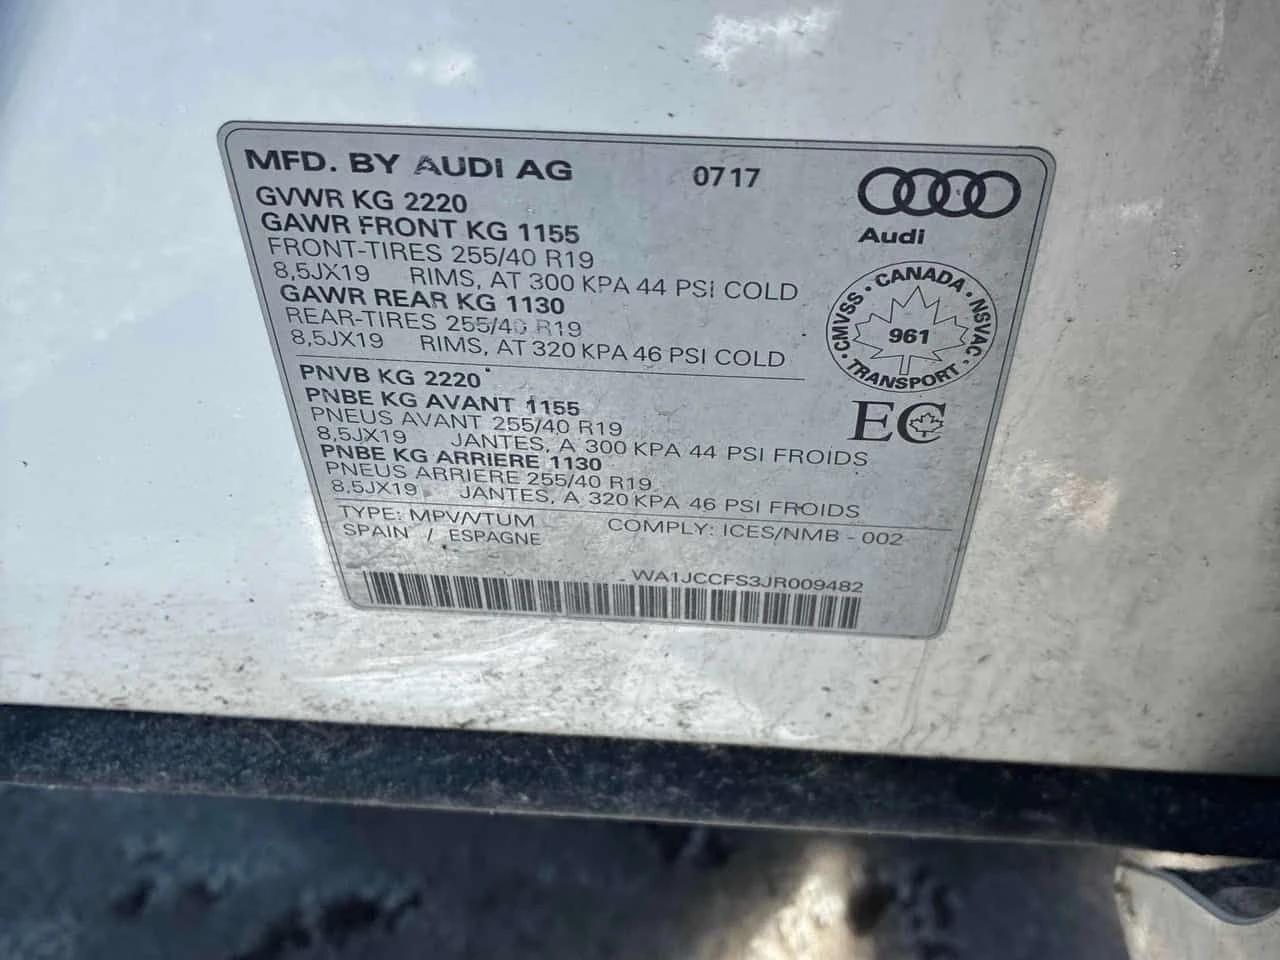 MFD. BY AUDI AG 0717
GVWR KG 2220
GAWR FRONT KG 1155
FRONT-TIRES 255/40 R19
8,5JX19 RIMS, AT 300 KPA 44 PSI COLD
GAWR REAR KG 1130
REAR-TIRES 255/40 R19
8,5JX19 RIMS, AT 320 KPA 46 PSI COLD
Audi
CMVSS · CANADA · NSVAC · TRANSPORT ·
961
PNVB KG 2220
PNBE KG AVANT 1155
PNEUS AVANT 255/40 R19
8,5JX19 JANTES, A 300 KPA 44 PSI FROIDS
PNBE KG ARRIERE 1130
PNEUS ARRIERE 255/40 R19
8,5JX19 JANTES, A 320 KPA 46 PSI FROIDS
EC
TYPE: MPV/VTUM COMPLY: ICES/NMB - 002
SPAIN / ESPAGNE
WA1JCCFS3JR009482